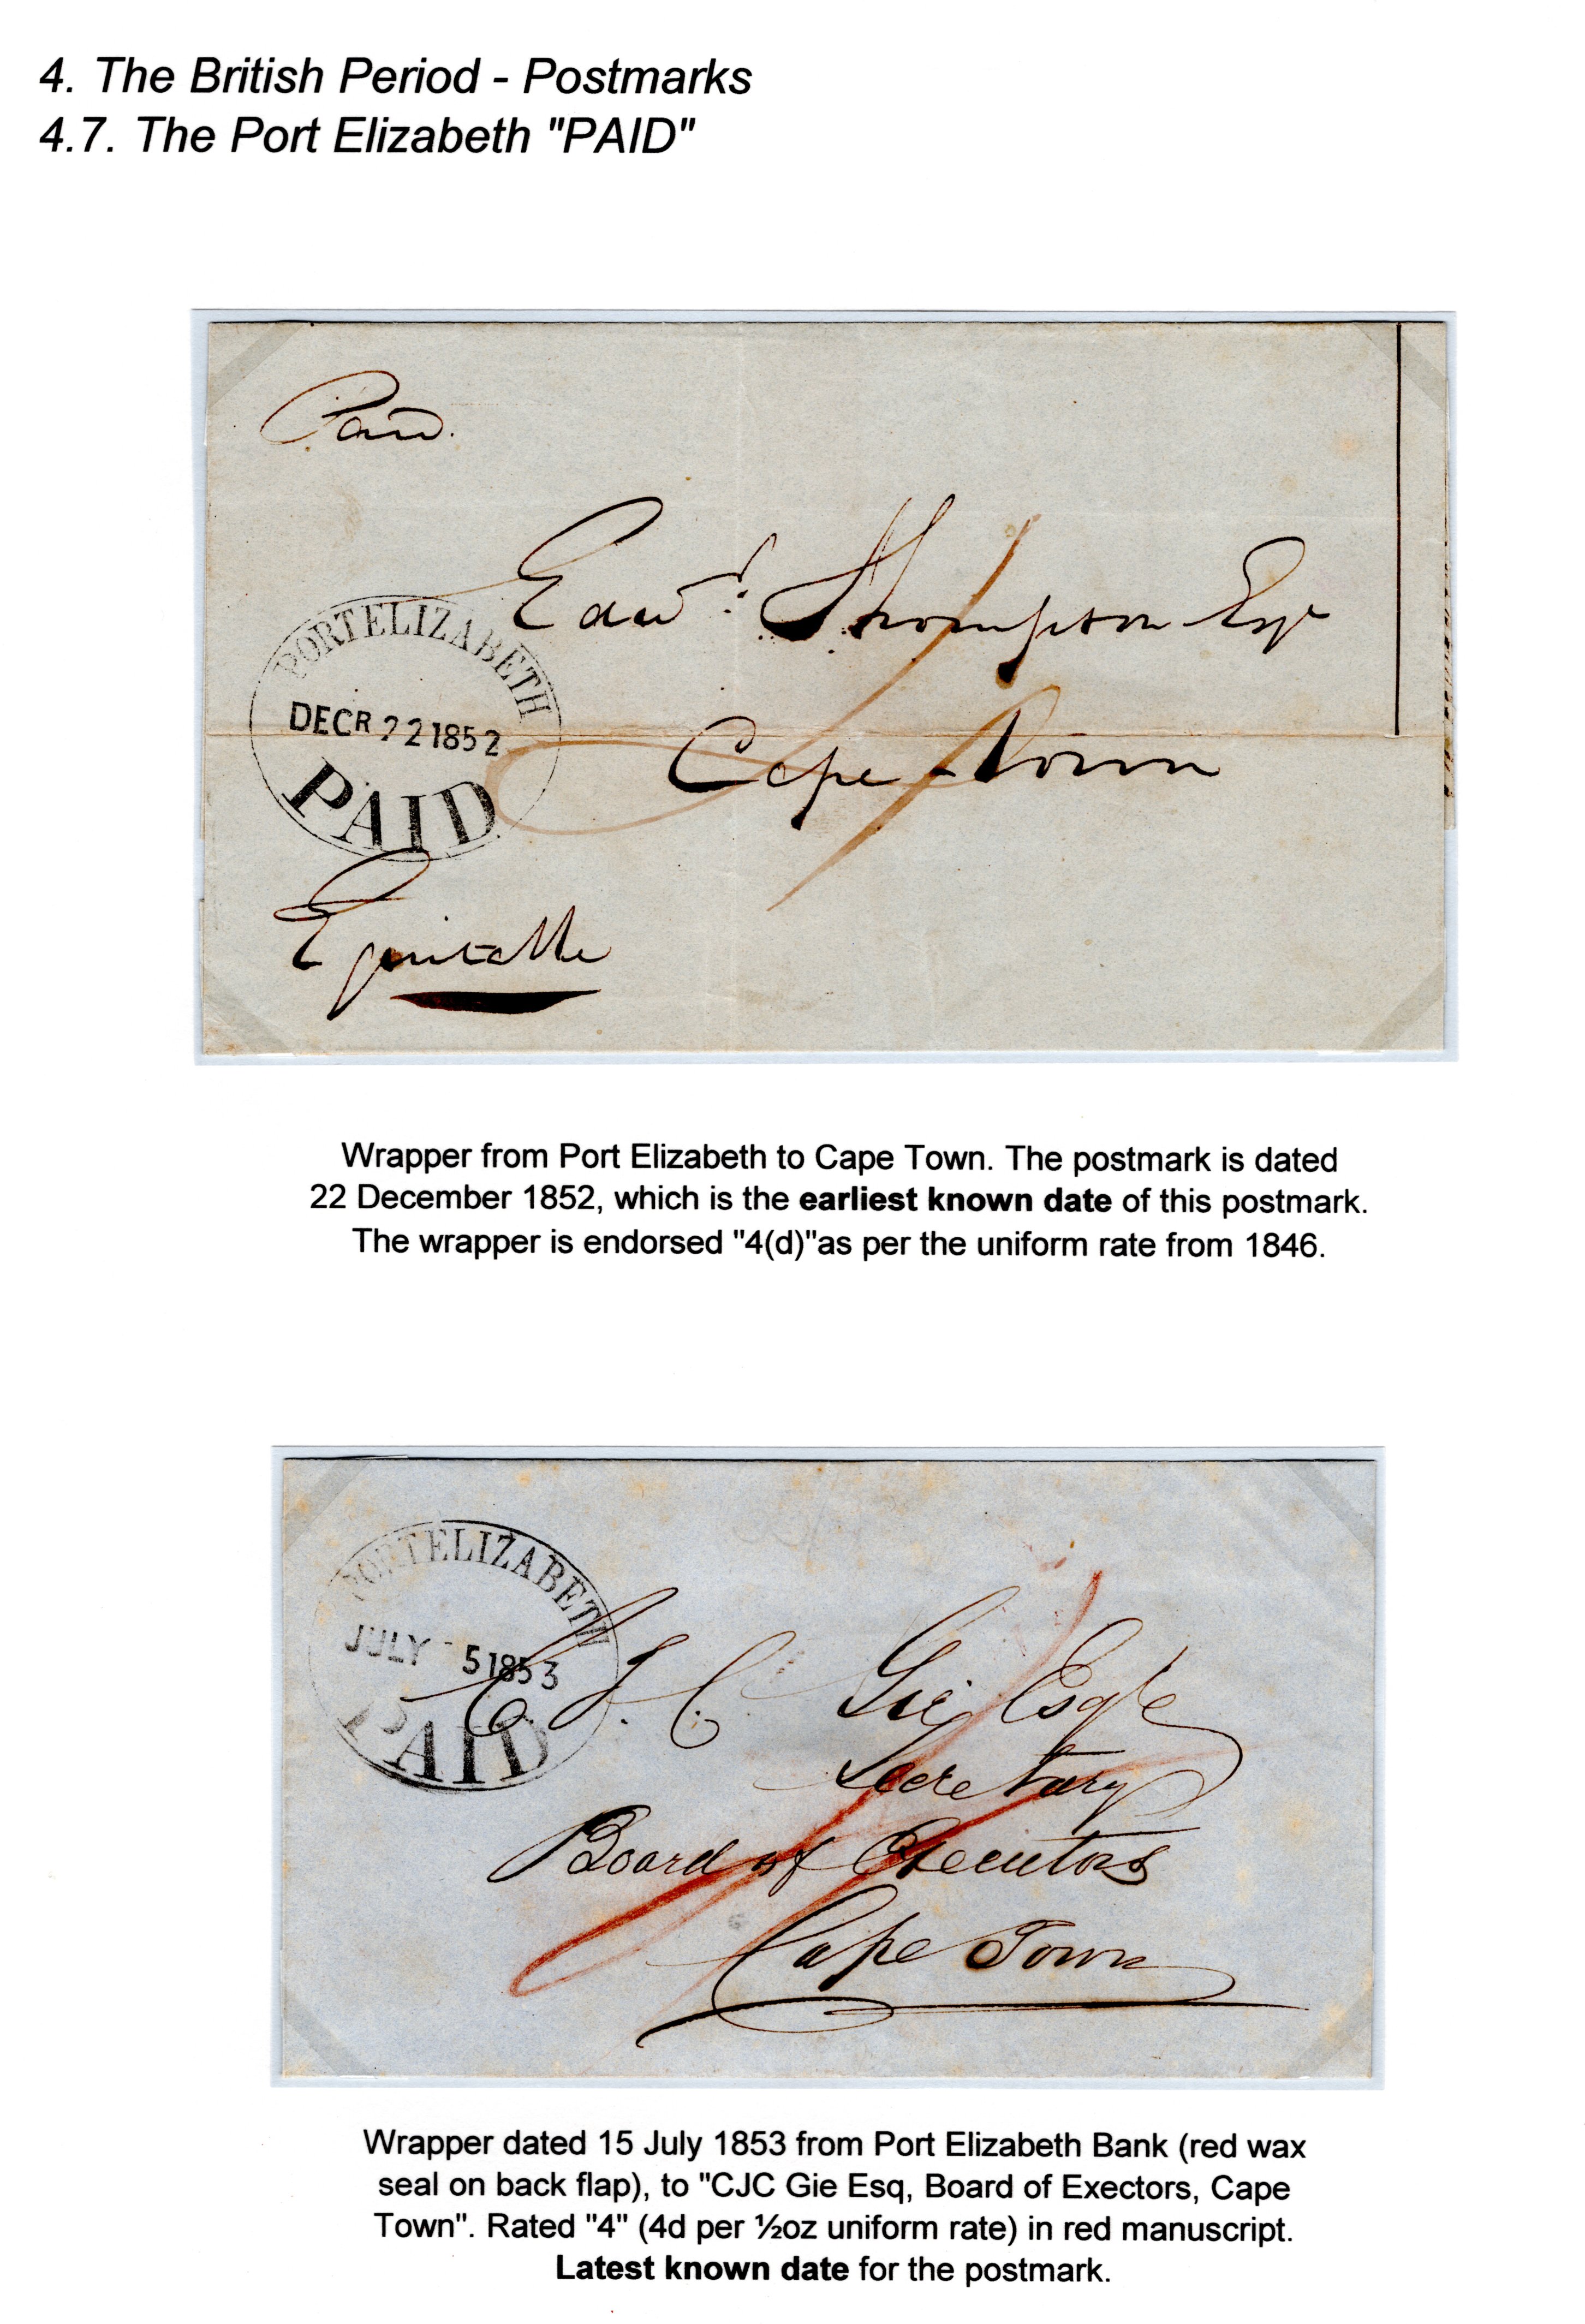 4. The British Period - Postmarks
4.7. The Port Elizabeth "PAID"
Paid.
Edwd. Thompson Esqr
PORT ELIZABETH
DECR 22 1852
PAID
Cape Town
Equitable
Wrapper from Port Elizabeth to Cape Town. The postmark is dated
22 December 1852, which is the earliest known date of this postmark.
The wrapper is endorsed "4(d)"as per the uniform rate from 1846.
PORT ELIZABETH
JULY 5 1853
PAID
C. J. C. Gie Esqre
Secretary
Board of Executors
Cape Town
4
Wrapper dated 15 July 1853 from Port Elizabeth Bank (red wax
seal on back flap), to "CJC Gie Esq, Board of Exectors, Cape
Town". Rated "4" (4d per ½oz uniform rate) in red manuscript.
Latest known date for the postmark.